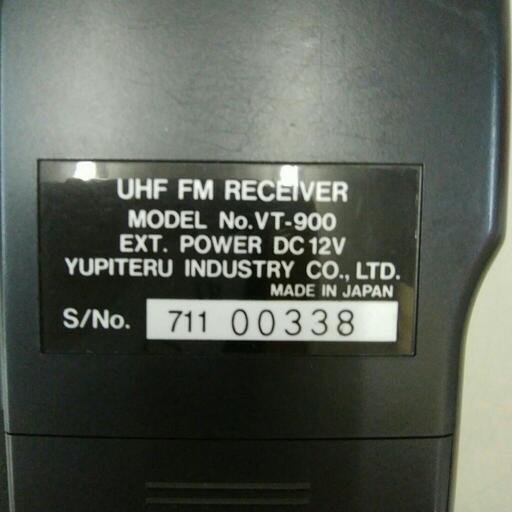 UHF FM RECEIVER
MODEL No.VT-900
EXT. POWER DC 12V
YUPITERU INDUSTRY CO., LTD.
MADE IN JAPAN
S/No. 711 00338